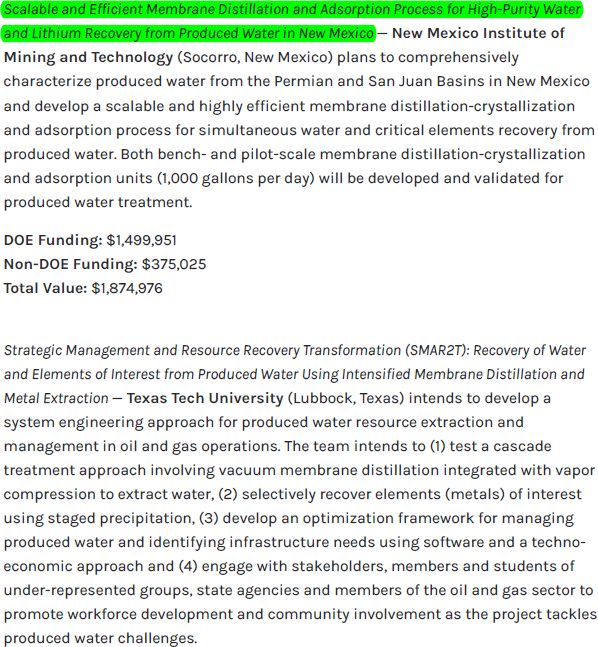 Scalable and Efficient Membrane Distillation and Adsorption Process for High-Purity Water
and Lithium Recovery from Produced Water in New Mexico — New Mexico Institute of
Mining and Technology (Socorro, New Mexico) plans to comprehensively
characterize produced water from the Permian and San Juan Basins in New Mexico
and develop a scalable and highly efficient membrane distillation-crystallization
and adsorption process for simultaneous water and critical elements recovery from
produced water. Both bench- and pilot-scale membrane distillation-crystallization
and adsorption units (1,000 gallons per day) will be developed and validated for
produced water treatment.
DOE Funding: $1,499,951
Non-DOE Funding: $375,025
Total Value: $1,874,976
Strategic Management and Resource Recovery Transformation (SMAR2T): Recovery of Water
and Elements of Interest from Produced Water Using Intensified Membrane Distillation and
Metal Extraction — Texas Tech University (Lubbock, Texas) intends to develop a
system engineering approach for produced water resource extraction and
management in oil and gas operations. The team intends to (1) test a cascade
treatment approach involving vacuum membrane distillation integrated with vapor
compression to extract water, (2) selectively recover elements (metals) of interest
using staged precipitation, (3) develop an optimization framework for managing
produced water and identifying infrastructure needs using software and a techno-
economic approach and (4) engage with stakeholders, members and students of
under-represented groups, state agencies and members of the oil and gas sector to
promote workforce development and community involvement as the project tackles
produced water challenges.